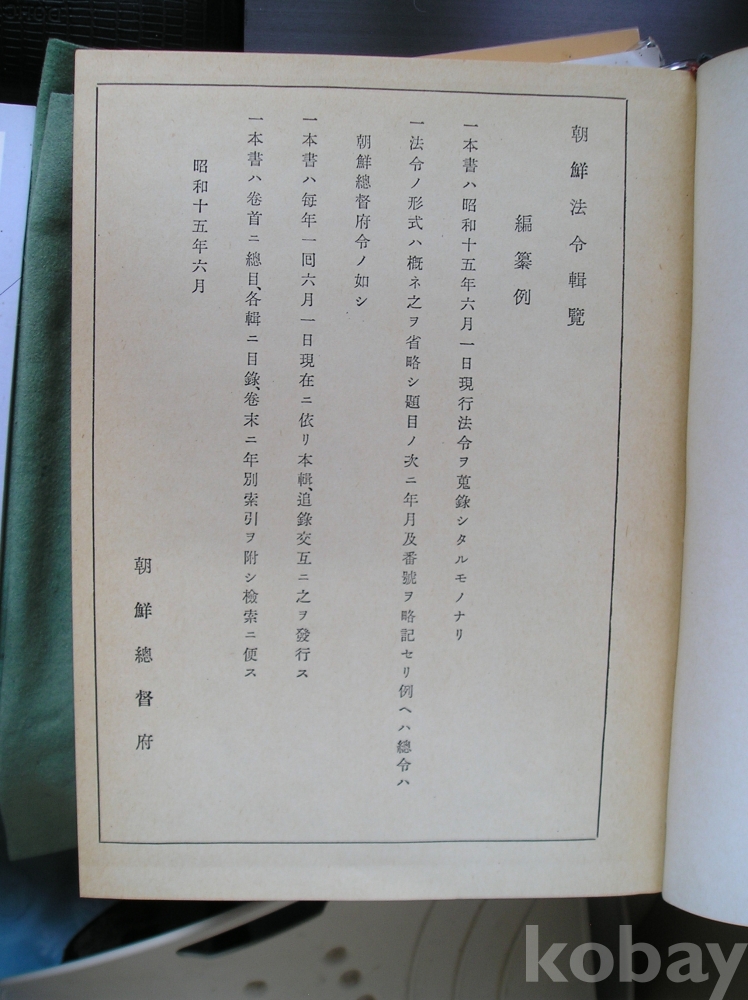 朝鮮法令輯覽
編纂例
一本書ハ昭和十五年六月一日現行法令ヲ蒐錄シタルモノナリ
一法令ノ形式ハ概ネ之ヲ省略シ題目ノ次ニ年月及番號ヲ略記セリ例ヘハ總令ハ
朝鮮總督府令ノ如シ
一本書ハ每年一回六月一日現在ニ依リ本輯、追錄交互ニ之ヲ發行ス
一本書ハ卷首ニ總目、各輯ニ目錄、卷末ニ年別索引ヲ附シ檢索ニ便ス
昭和十五年六月
朝鮮總督府
kobay